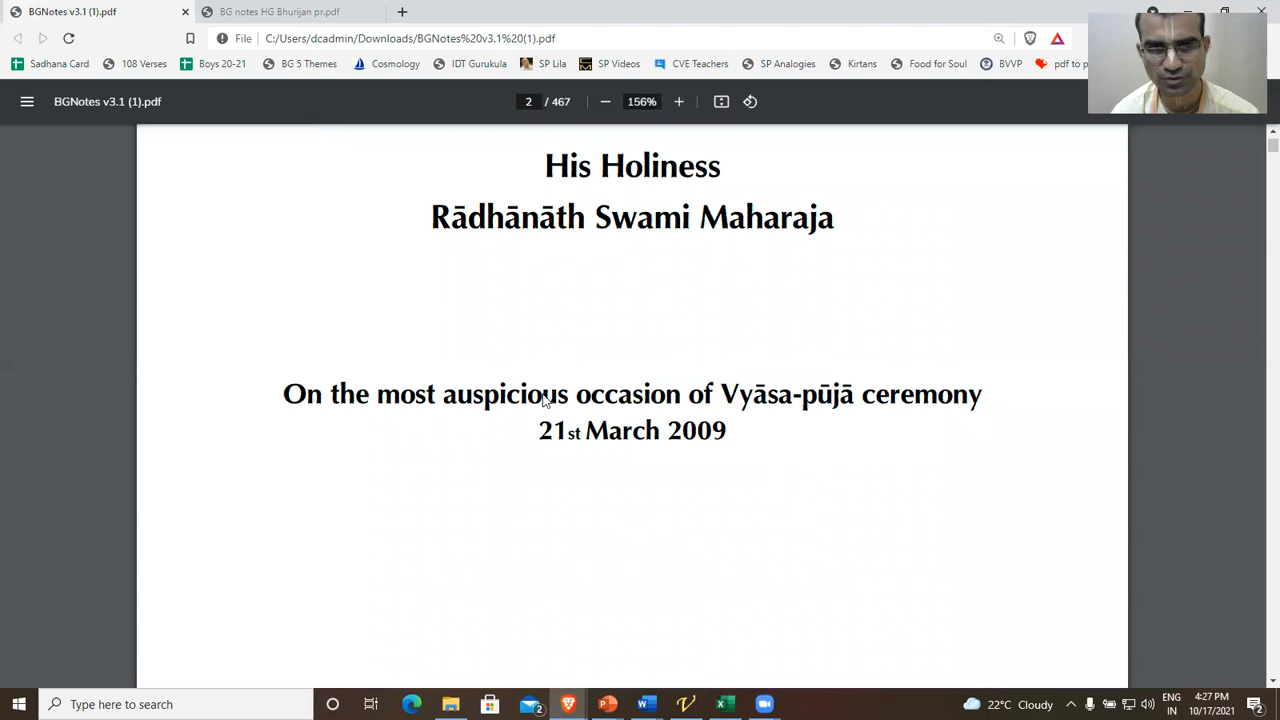 BGNotes v3.1 (1).pdf
BG notes HG Bhurijan pr.pdf
File C:/Users/dcadmin/Downloads/BGNotes%20v3.1%20(1).pdf
Sadhana Card 108 Verses Boys 20-21 BG 5 Themes Cosmology IDT Gurukula SP Lila SP Videos CVE Teachers SP Analogies Kirtans Food for Soul BVVP pdf to p
BGNotes v3.1 (1).pdf 2 / 467 156%
His Holiness
Rādhānāth Swami Maharaja
On the most auspicious occasion of Vyāsa-pūjā ceremony
21st March 2009
Type here to search
2
22°C Cloudy
ENG
IN
4:27 PM
10/17/2021
2